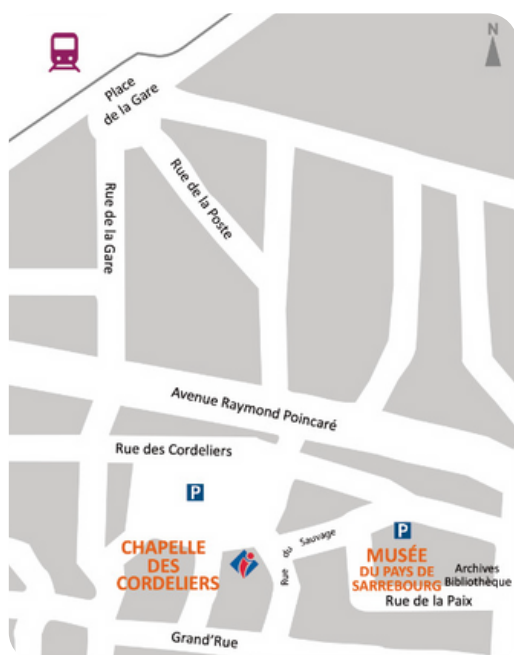 N
Place
de la Gare
Rue de la Gare
Rue de la Poste
Avenue Raymond Poincaré
Rue des Cordeliers
P
Rue du Sauvage
P
CHAPELLE
DES
CORDELIERS
MUSÉE
DU PAYS DE
SARREBOURG
Archives
Bibliothèque
Rue de la Paix
Grand'Rue